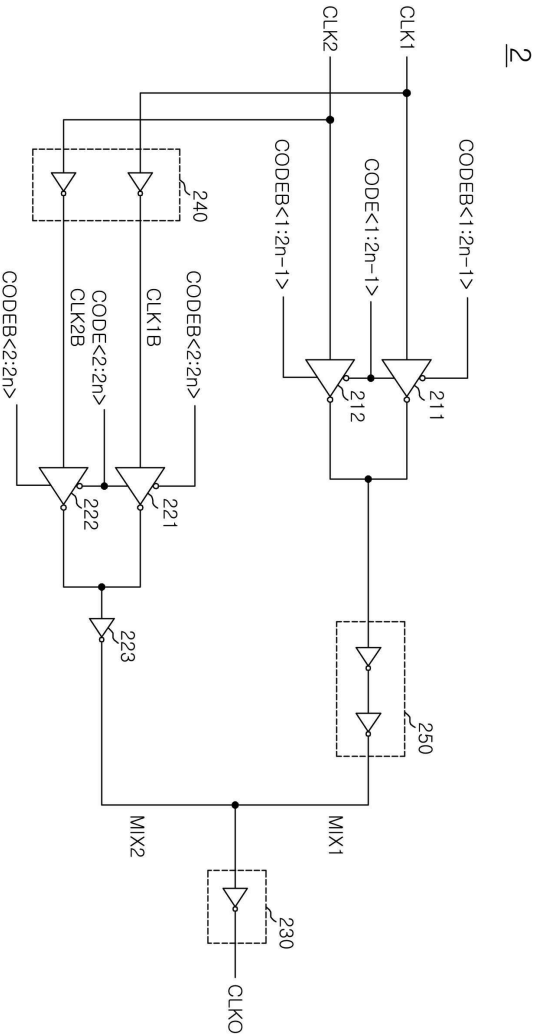 2
CLK1
CLK2
CODEB<1:2n-1>
CODE<1:2n-1>
CODEB<1:2n-1>
211
212
250
MIX1
240
CLK1B
CLK2B
CODEB<2:2n>
CODE<2:2n>
CODEB<2:2n>
221
222
223
MIX2
230
CLKO